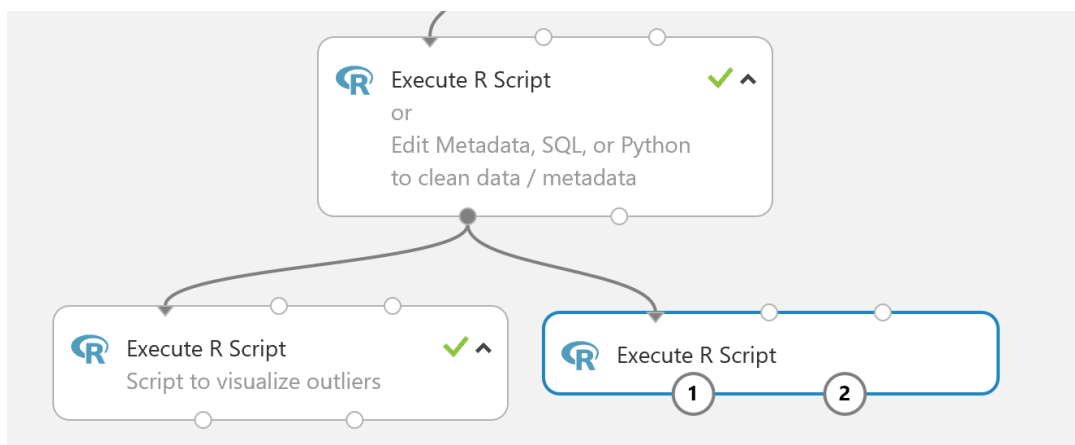 R Execute R Script
or
Edit Metadata, SQL, or Python
to clean data / metadata
R Execute R Script
Script to visualize outliers
R Execute R Script
1 2